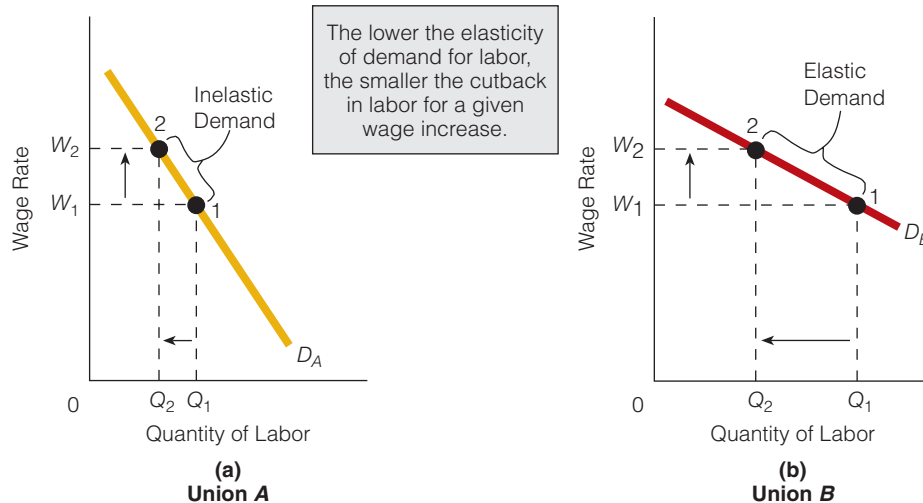 The lower the elasticity
of demand for labor,
the smaller the cutback
in labor for a given
wage increase.
Wage Rate
W2
W1
2
1
Inelastic
Demand
DA
0
Q2
Q1
Quantity of Labor
(a)
Union A
Wage Rate
W2
W1
2
1
Elastic
Demand
0
Q2
Q1
Quantity of Labor
(b)
Union B